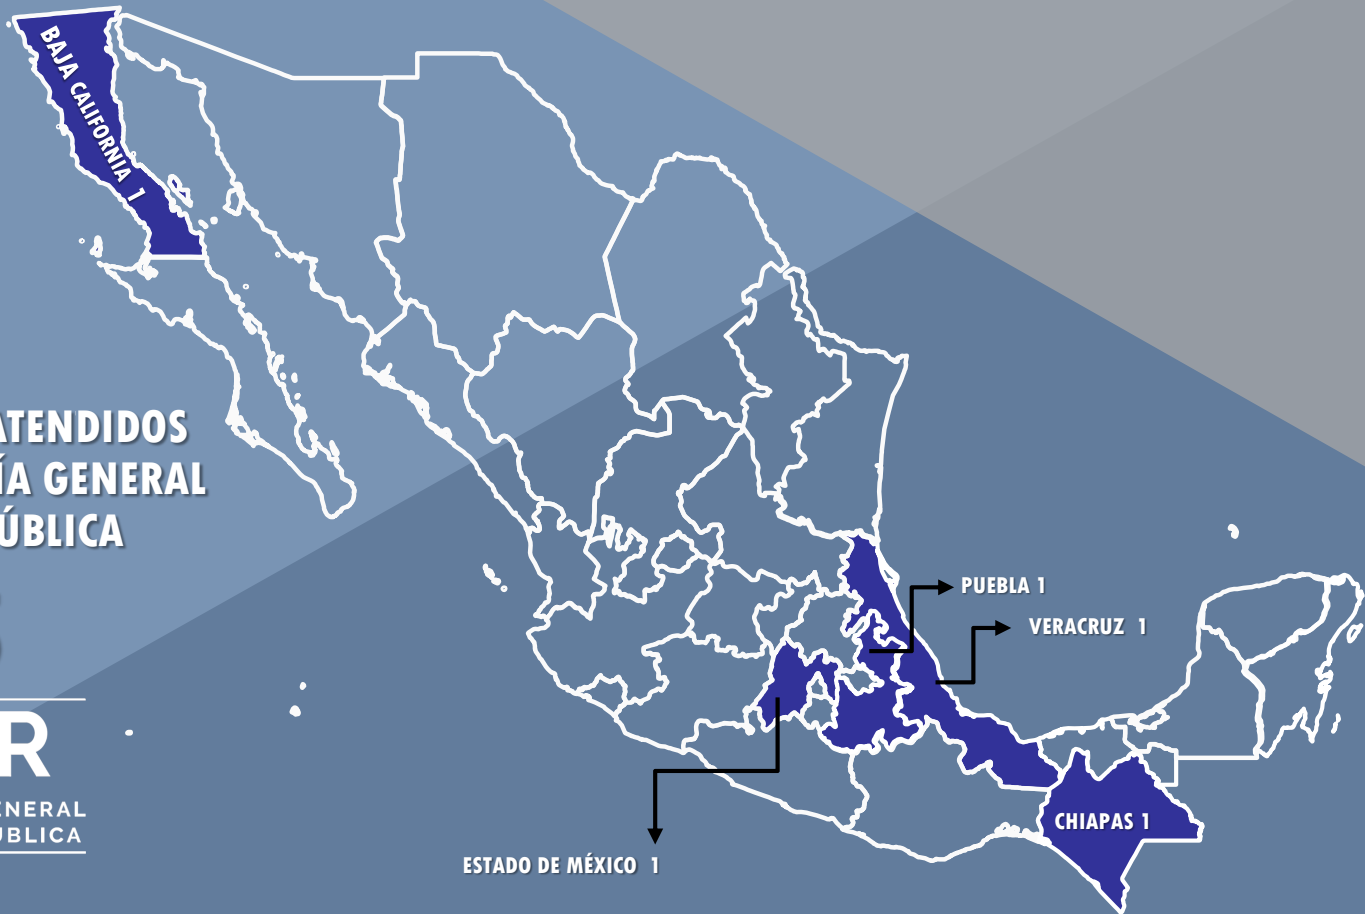 BAJA CALIFORNIA 1
ATENDIDOS
ÍA GENERAL
ÚBLICA
PUEBLA 1
VERACRUZ 1
R
ENERAL
ÚBLICA
CHIAPAS 1
ESTADO DE MÉXICO 1